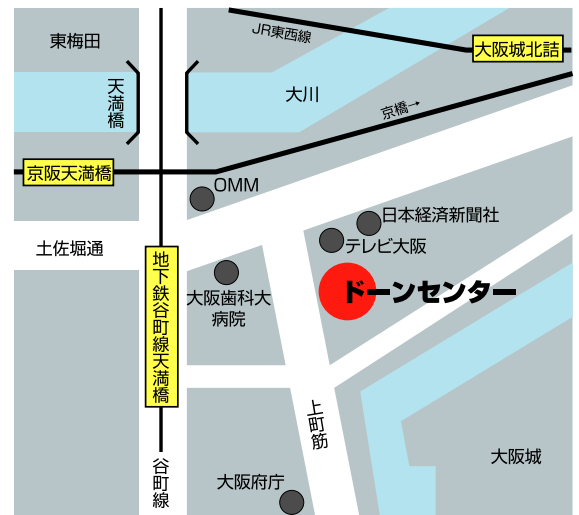 東梅田
JR東西線
大阪城北詰
天満橋
大川
京橋→
京阪天満橋
OMM
日本経済新聞社
テレビ大阪
土佐堀通
地下鉄谷町線天満橋
大阪歯科大
病院
ドーンセンター
上町筋
大阪城
谷町線
大阪府庁